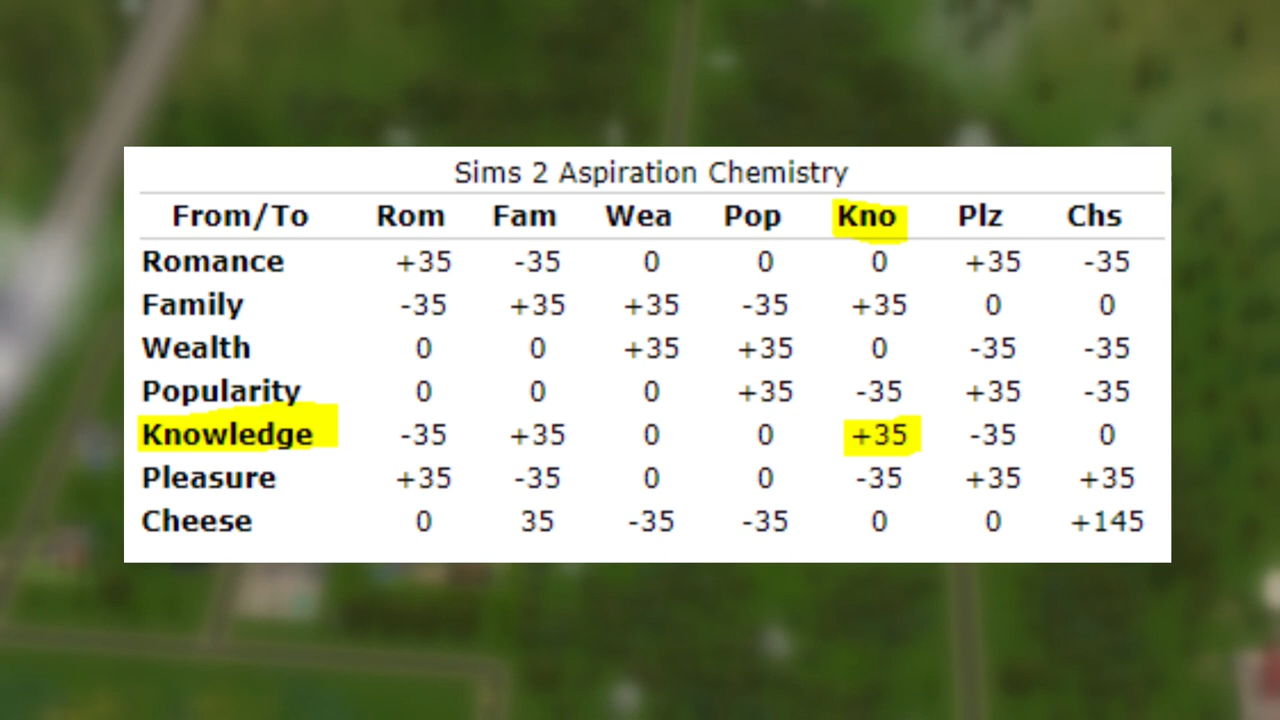 Sims 2 Aspiration Chemistry
From/To Rom Fam Wea Pop Kno Plz Chs
Romance +35 -35 0 0 0 +35 -35
Family -35 +35 +35 -35 +35 0 0
Wealth 0 0 +35 +35 0 -35 -35
Popularity 0 0 0 +35 -35 +35 -35
Knowledge -35 +35 0 0 +35 -35 0
Pleasure +35 -35 0 0 -35 +35 +35
Cheese 0 35 -35 -35 0 0 +145